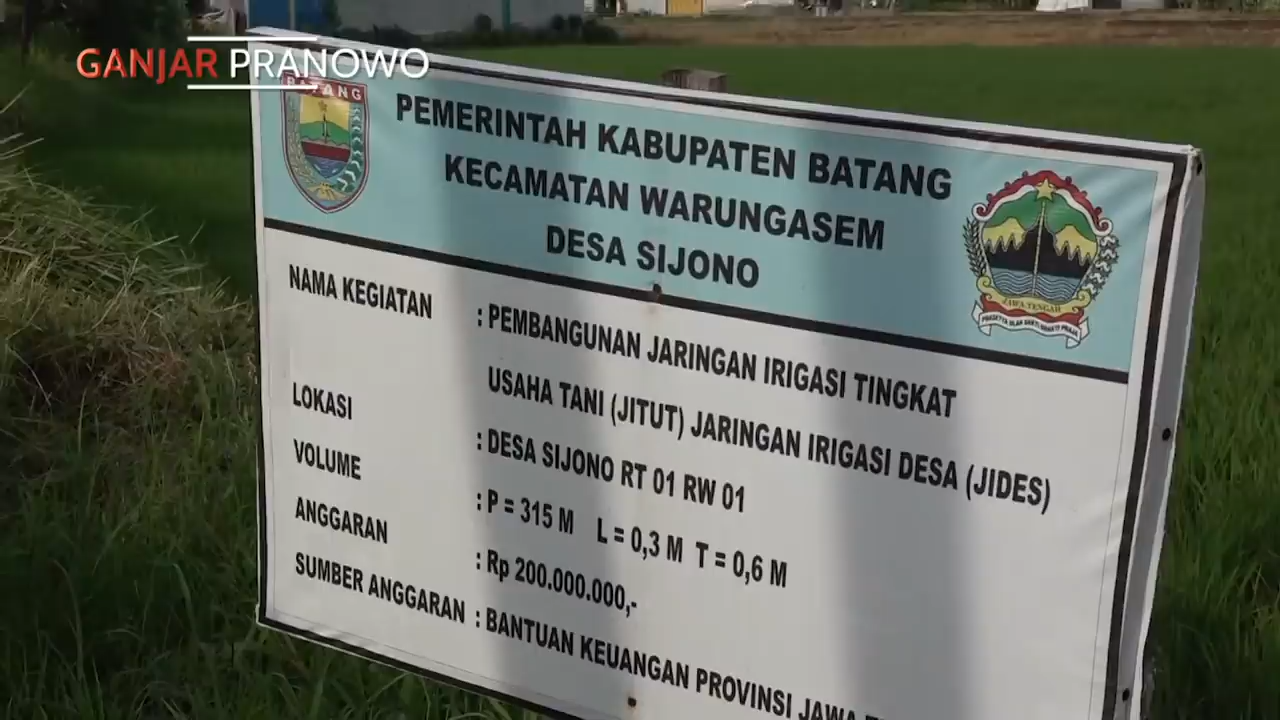 GANJAR PRANOWO
BATANG
PEMERINTAH KABUPATEN BATANG
KECAMATAN WARUNGASEM
DESA SIJONO
JAWA TENGAH
NAMA KEGIATAN : PEMBANGUNAN JARINGAN IRIGASI TINGKAT
USAHA TANI (JITUT) JARINGAN IRIGASI DESA (JIDES)
LOKASI : DESA SIJONO RT 01 RW 01
VOLUME : P = 315 M L = 0,3 M T = 0,6 M
ANGGARAN : Rp 200.000.000,-
SUMBER ANGGARAN : BANTUAN KEUANGAN PROVINSI JAWA